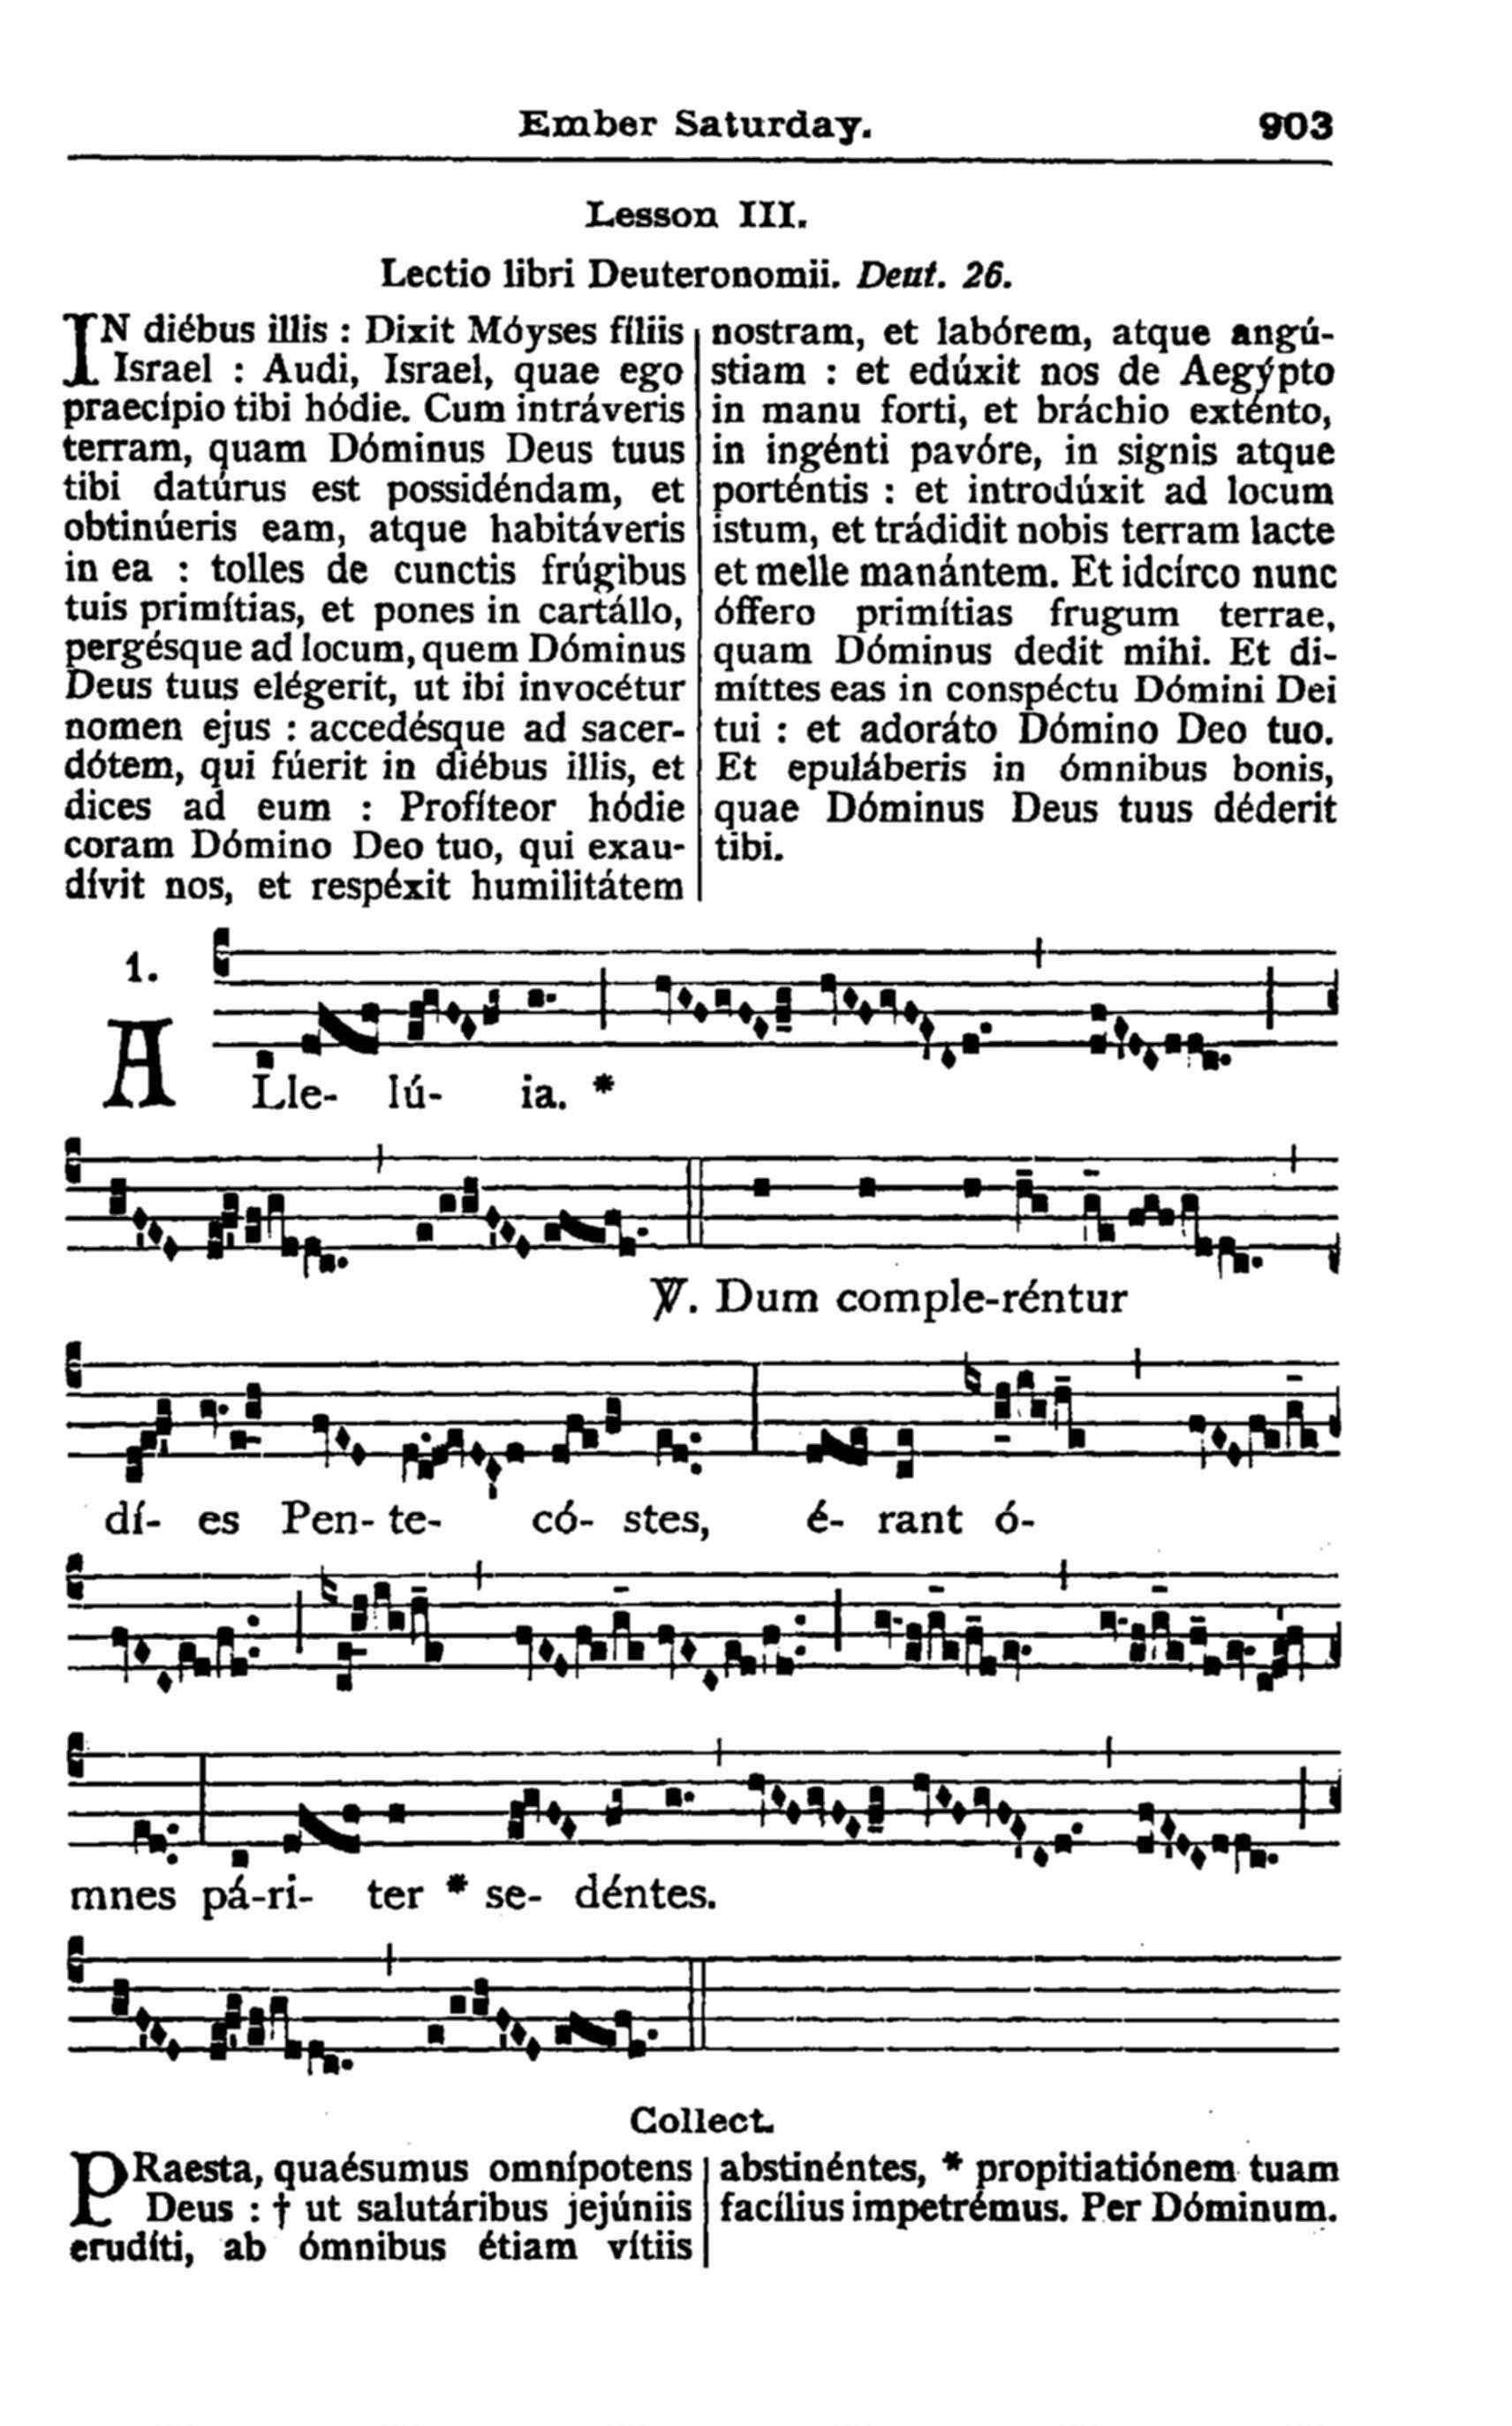 Ember Saturday. 903
Lesson III.
Lectio libri Deuteronomii. Deut. 26.
IN diébus illis : Dixit Móyses fíliis
Israel : Audi, Israel, quae ego
praecípio tibi hódie. Cum intráveris
terram, quam Dóminus Deus tuus
tibi datúrus est possidéndam, et
obtinúeris eam, atque habitáveris
in ea : tolles de cunctis frúgibus
tuis primítias, et pones in cartállo,
pergésque ad locum, quem Dóminus
Deus tuus elégerit, ut ibi invocétur
nomen ejus : accedésque ad sacer-
dótem, qui fúerit in diébus illis, et
dices ad eum : Profíteor hódie
coram Dómino Deo tuo, qui exau-
dívit nos, et respéxit humilitátem
nostram, et labórem, atque angú-
stiam : et edúxit nos de Aegýpto
in manu forti, et bráchio exténto,
in ingénti pavóre, in signis atque
porténtis : et introdúxit ad locum
istum, et trádidit nobis terram lacte
et melle manántem. Et idcírco nunc
óffero primítias frugum terrae,
quam Dóminus dedit mihi. Et di-
míttes eas in conspéctu Dómini Dei
tui : et adoráto Dómino Deo tuo.
Et epuláberis in ómnibus bonis,
quae Dóminus Deus tuus déderit
tibi.
1.
ALle- lú- ia. *
℣. Dum comple-réntur
dí- es Pen- te- có- stes, é- rant ó-
mnes pá-ri- ter * se- déntes.
Collect.
PRaesta, quaésumus omnípotens
Deus : † ut salutáribus jejúniis
erudíti, ab ómnibus étiam vítiis
abstinéntes, * propitiatiónem tuam
facílius impetrémus. Per Dóminum.